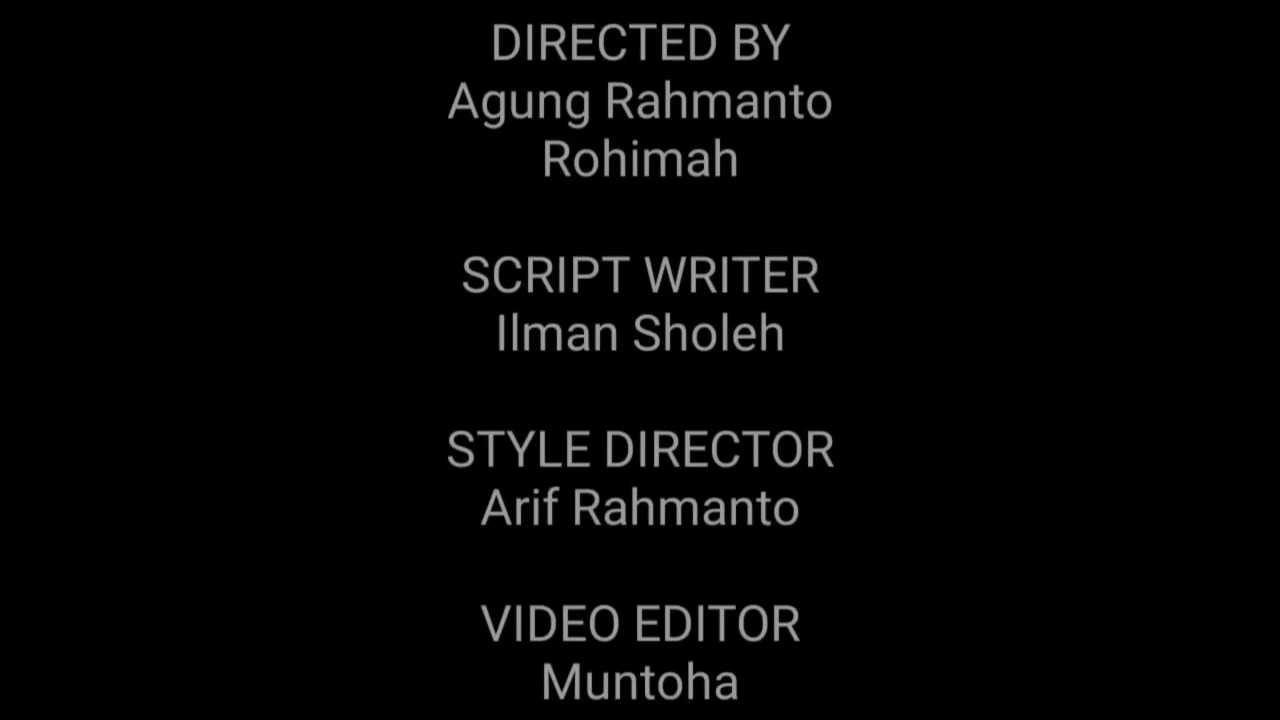 DIRECTED BY
Agung Rahmanto
Rohimah
SCRIPT WRITER
Ilman Sholeh
STYLE DIRECTOR
Arif Rahmanto
VIDEO EDITOR
Muntoha